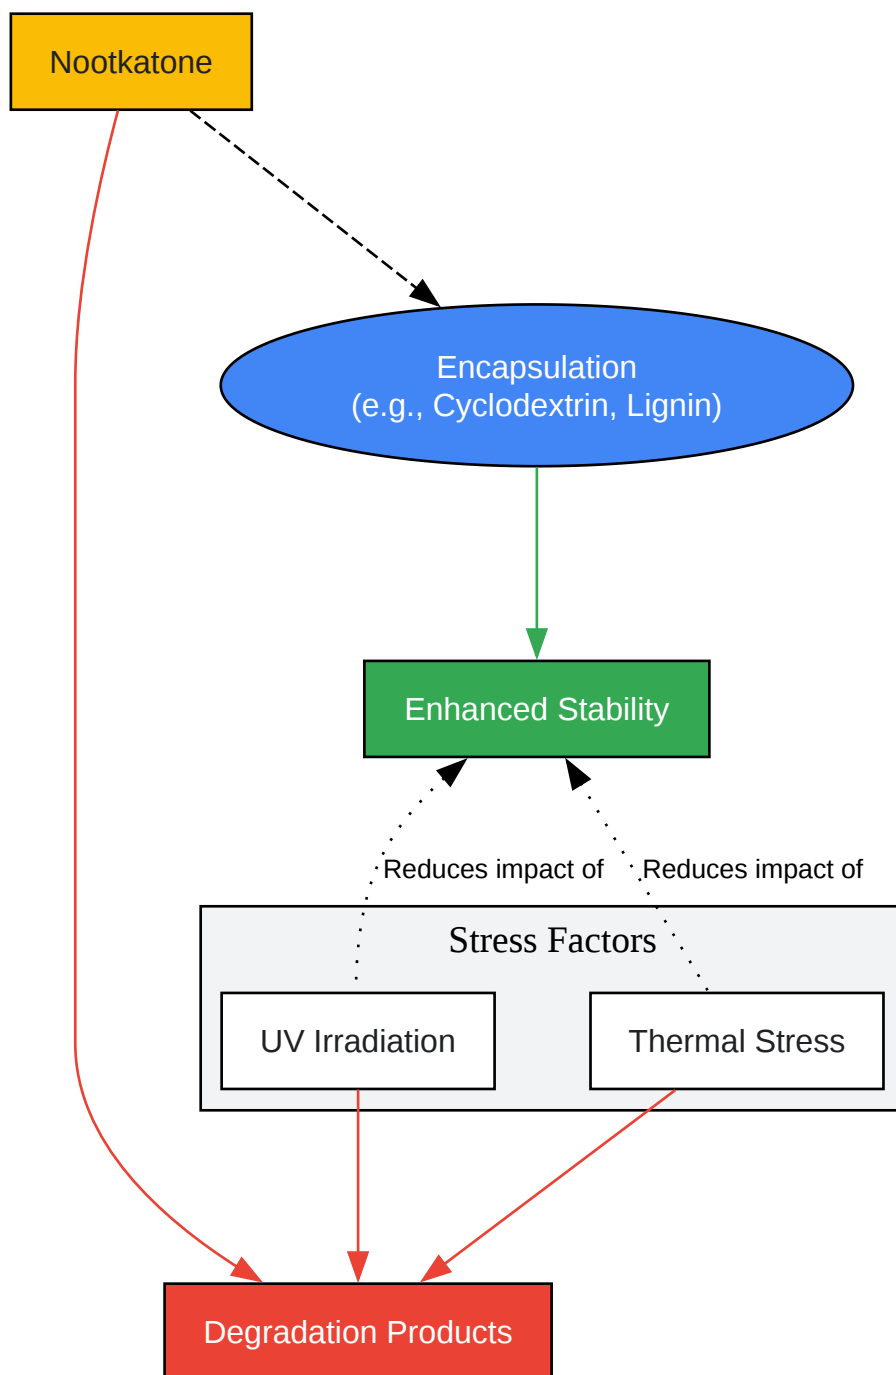 Nootkatone
Encapsulation
(e.g., Cyclodextrin, Lignin)
Enhanced Stability
Reduces impact of
Reduces impact of
Stress Factors
UV Irradiation
Thermal Stress
Degradation Products